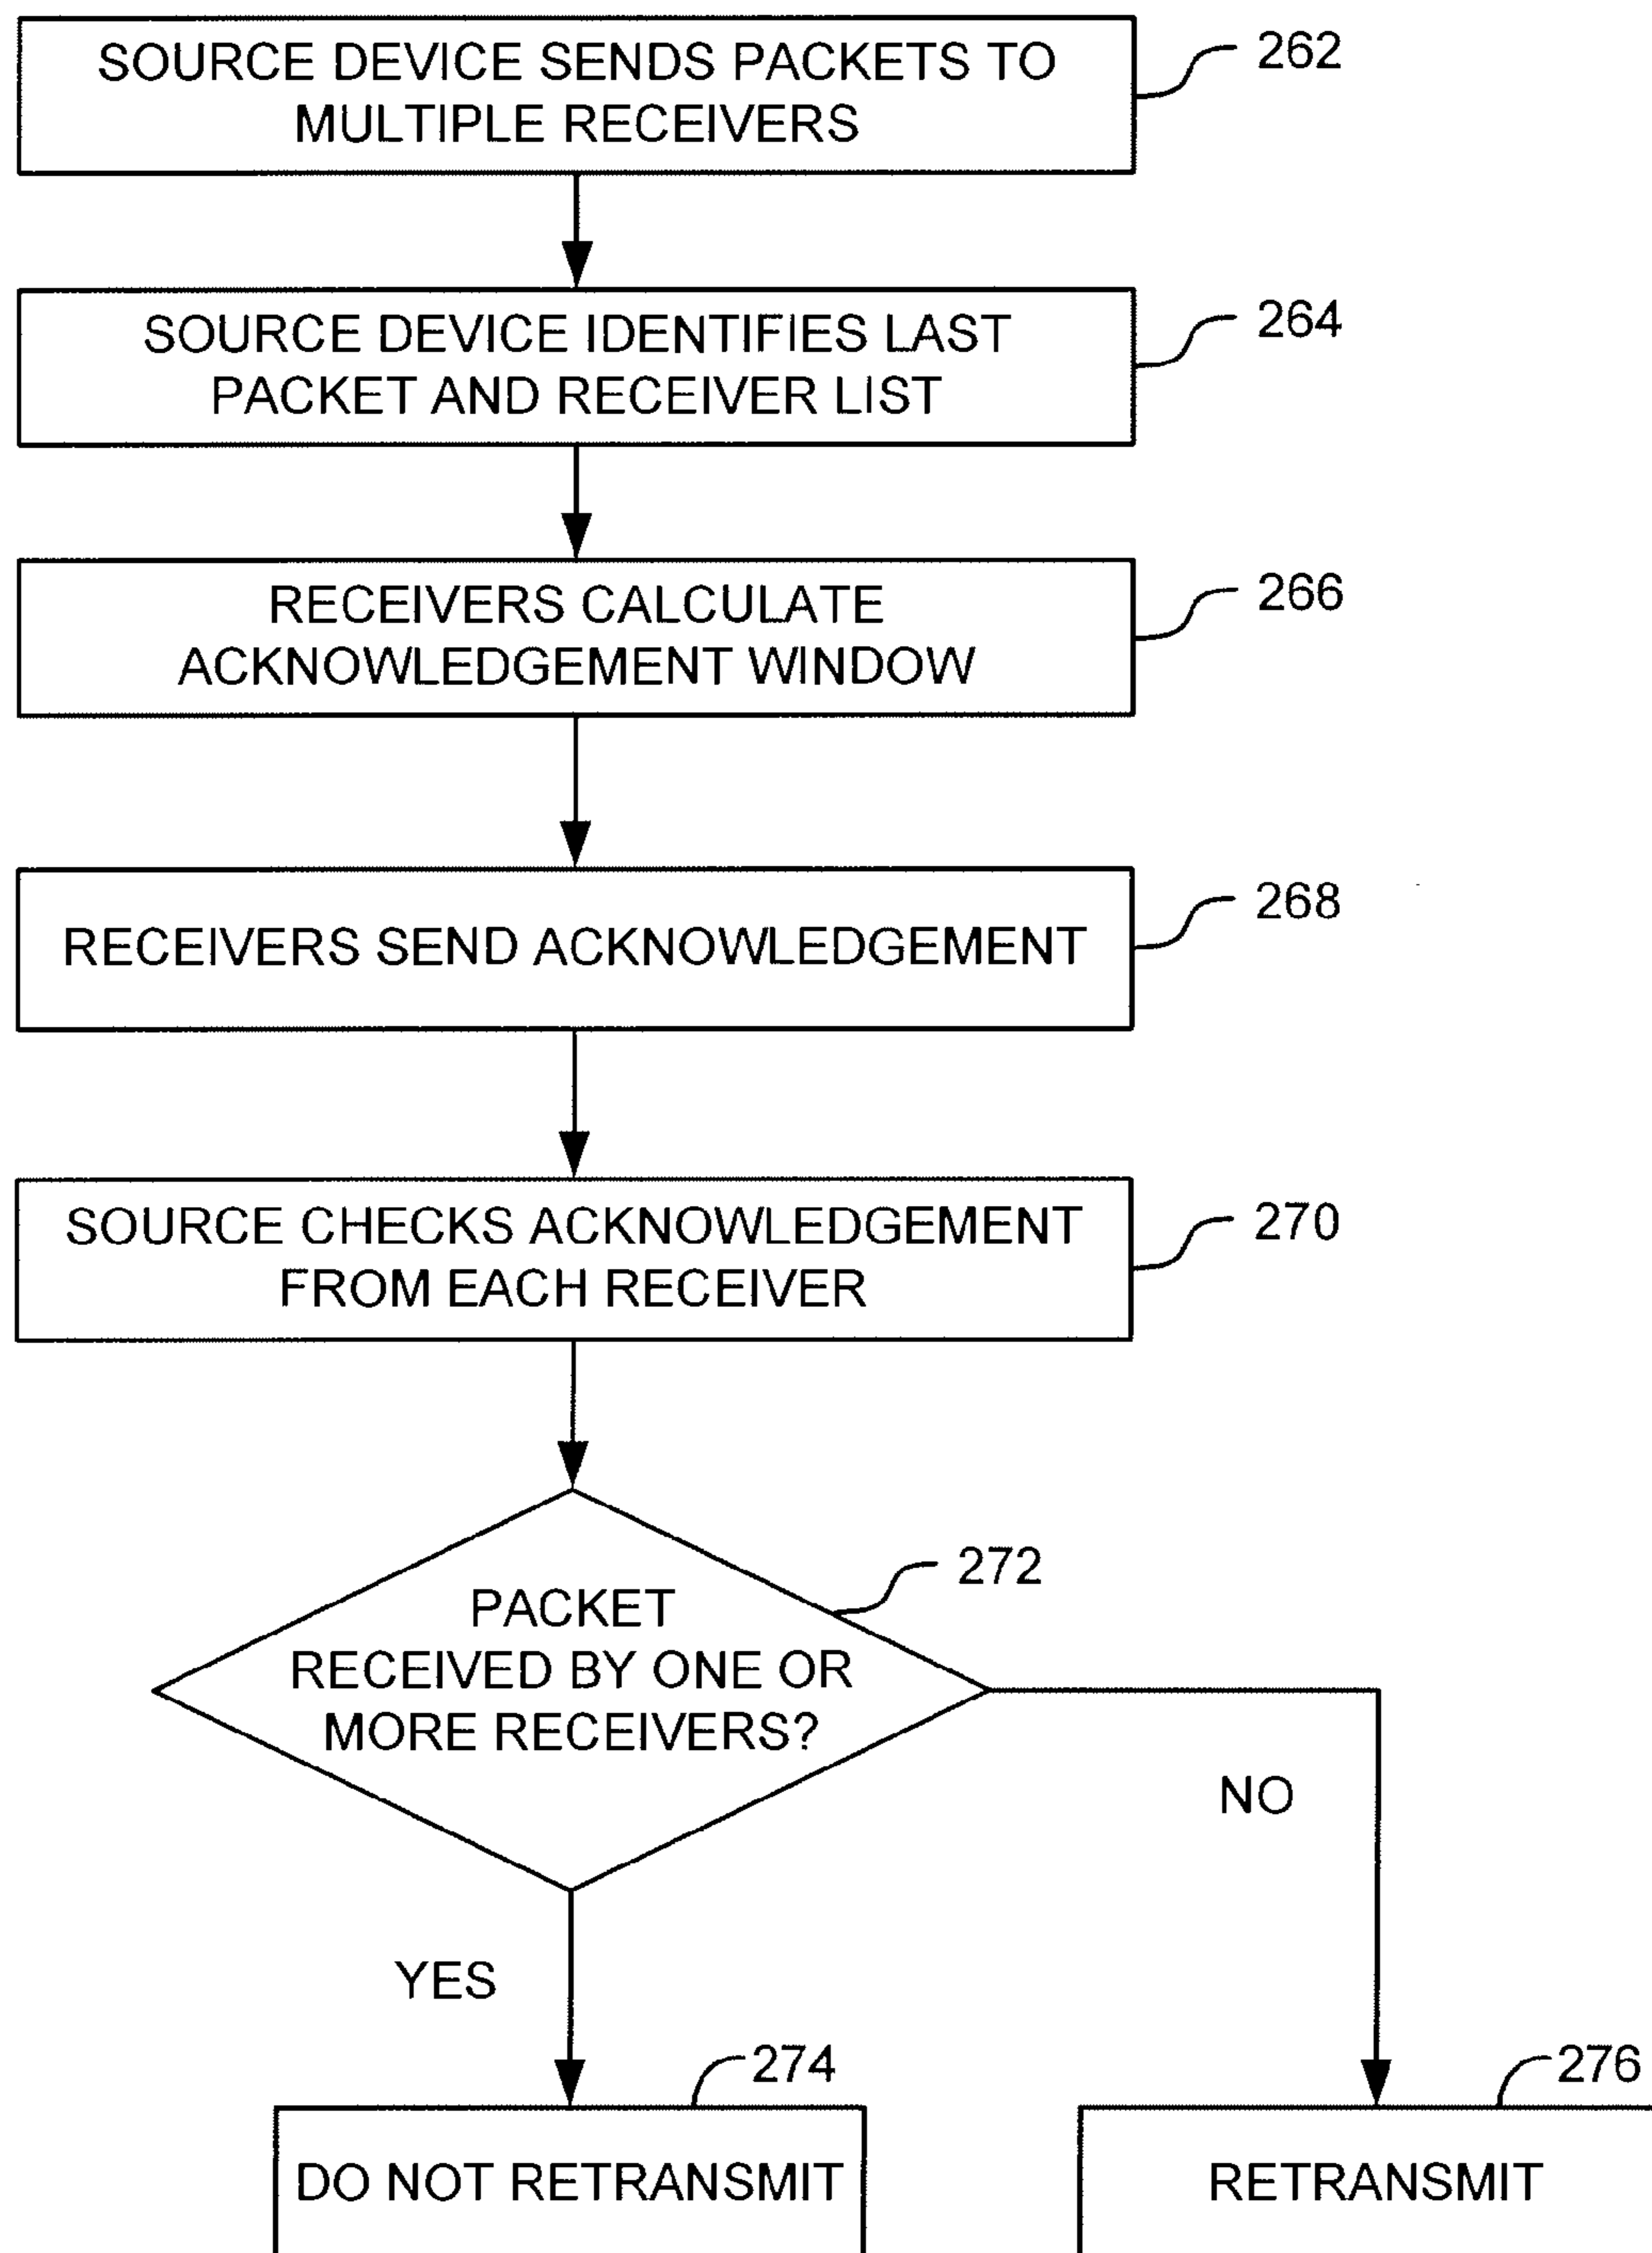 SOURCE DEVICE SENDS PACKETS TO
MULTIPLE RECEIVERS
262
SOURCE DEVICE IDENTIFIES LAST
PACKET AND RECEIVER LIST
264
RECEIVERS CALCULATE
ACKNOWLEDGEMENT WINDOW
266
RECEIVERS SEND ACKNOWLEDGEMENT
268
SOURCE CHECKS ACKNOWLEDGEMENT
FROM EACH RECEIVER
270
PACKET
RECEIVED BY ONE OR
MORE RECEIVERS?
272
NO
YES
274
276
DO NOT RETRANSMIT
RETRANSMIT